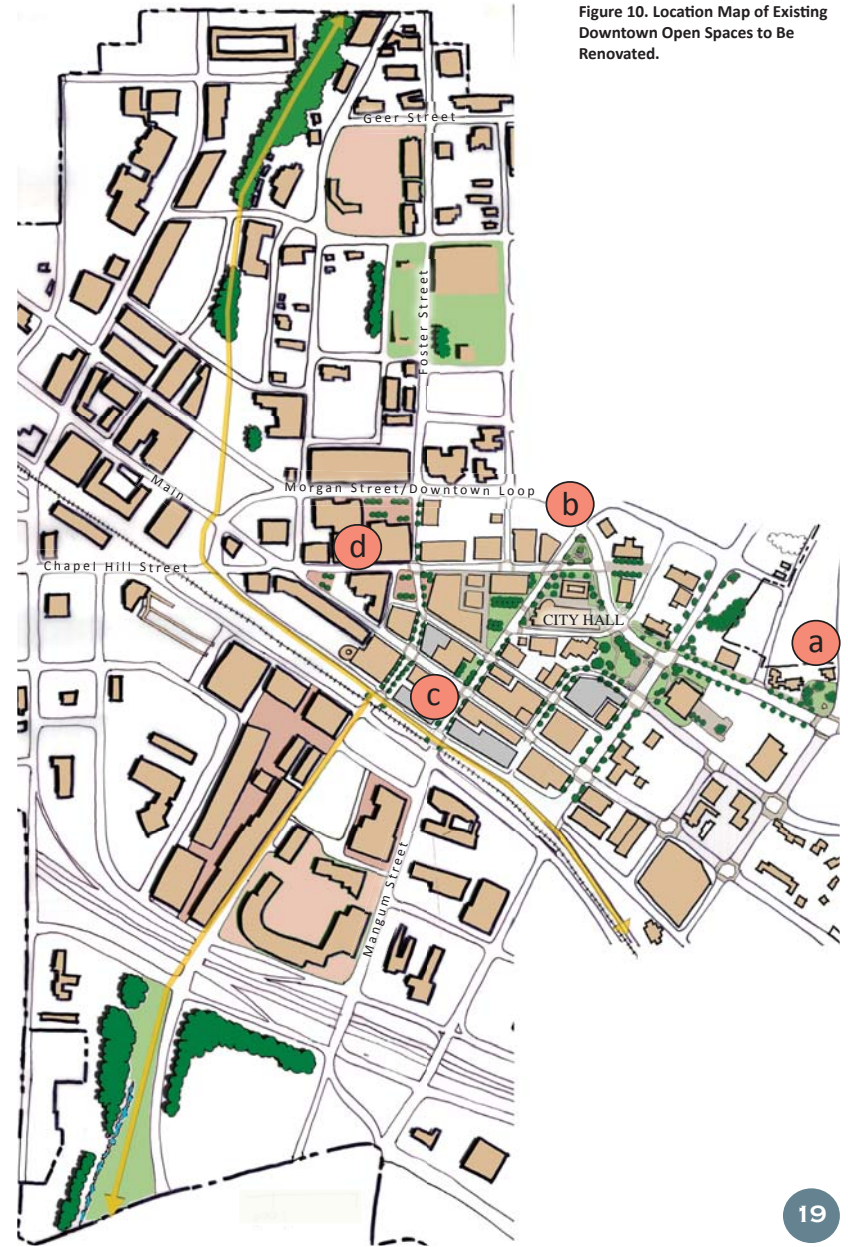 Figure 10. Location Map of Existing
Downtown Open Spaces to Be
Renovated.
Geer Street
Foster Street
Main
Morgan Street/Downtown Loop
b
d
Chapel Hill Street
CITY HALL
a
c
Mangum Street
19